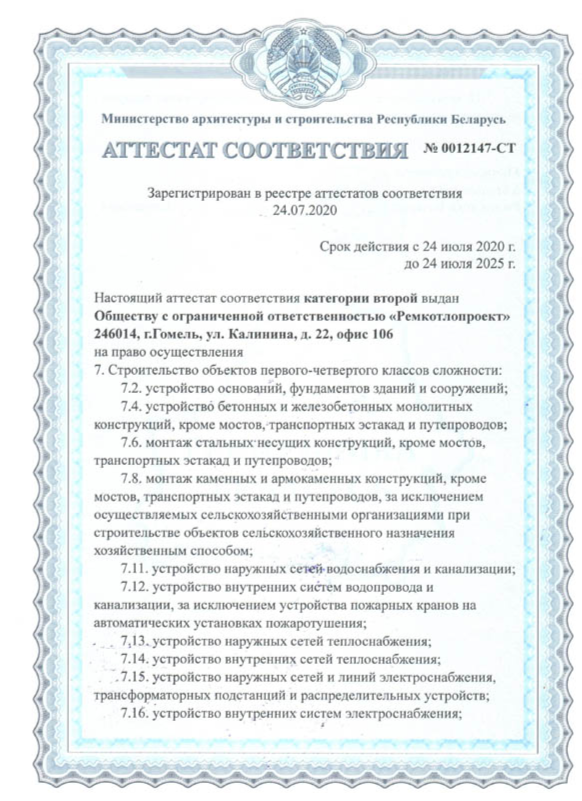 Министерство архитектуры и строительства Республики Беларусь
АТТЕСТАТ СООТВЕТСТВИЯ № 0012147-СТ
Зарегистрирован в реестре аттестатов соответствия
24.07.2020
Срок действия с 24 июля 2020 г.
до 24 июля 2025 г.
Настоящий аттестат соответствия категории второй выдан
Обществу с ограниченной ответственностью «Ремкотлопроект»
246014, г.Гомель, ул. Калинина, д. 22, офис 106
на право осуществления
7. Строительство объектов первого-четвертого классов сложности:
7.2. устройство оснований, фундаментов зданий и сооружений;
7.4. устройство бетонных и железобетонных монолитных
конструкций, кроме мостов, транспортных эстакад и путепроводов;
7.6. монтаж стальных несущих конструкций, кроме мостов,
транспортных эстакад и путепроводов;
7.8. монтаж каменных и армокаменных конструкций, кроме
мостов, транспортных эстакад и путепроводов, за исключением
осуществляемых сельскохозяйственными организациями при
строительстве объектов сельскохозяйственного назначения
хозяйственным способом;
7.11. устройство наружных сетей водоснабжения и канализации;
7.12. устройство внутренних систем водопровода и
канализации, за исключением устройства пожарных кранов на
автоматических установках пожаротушения;
7.13. устройство наружных сетей теплоснабжения;
7.14. устройство внутренних сетей теплоснабжения;
7.15. устройство наружных сетей и линий электроснабжения,
трансформаторных подстанций и распределительных устройств;
7.16. устройство внутренних систем электроснабжения;